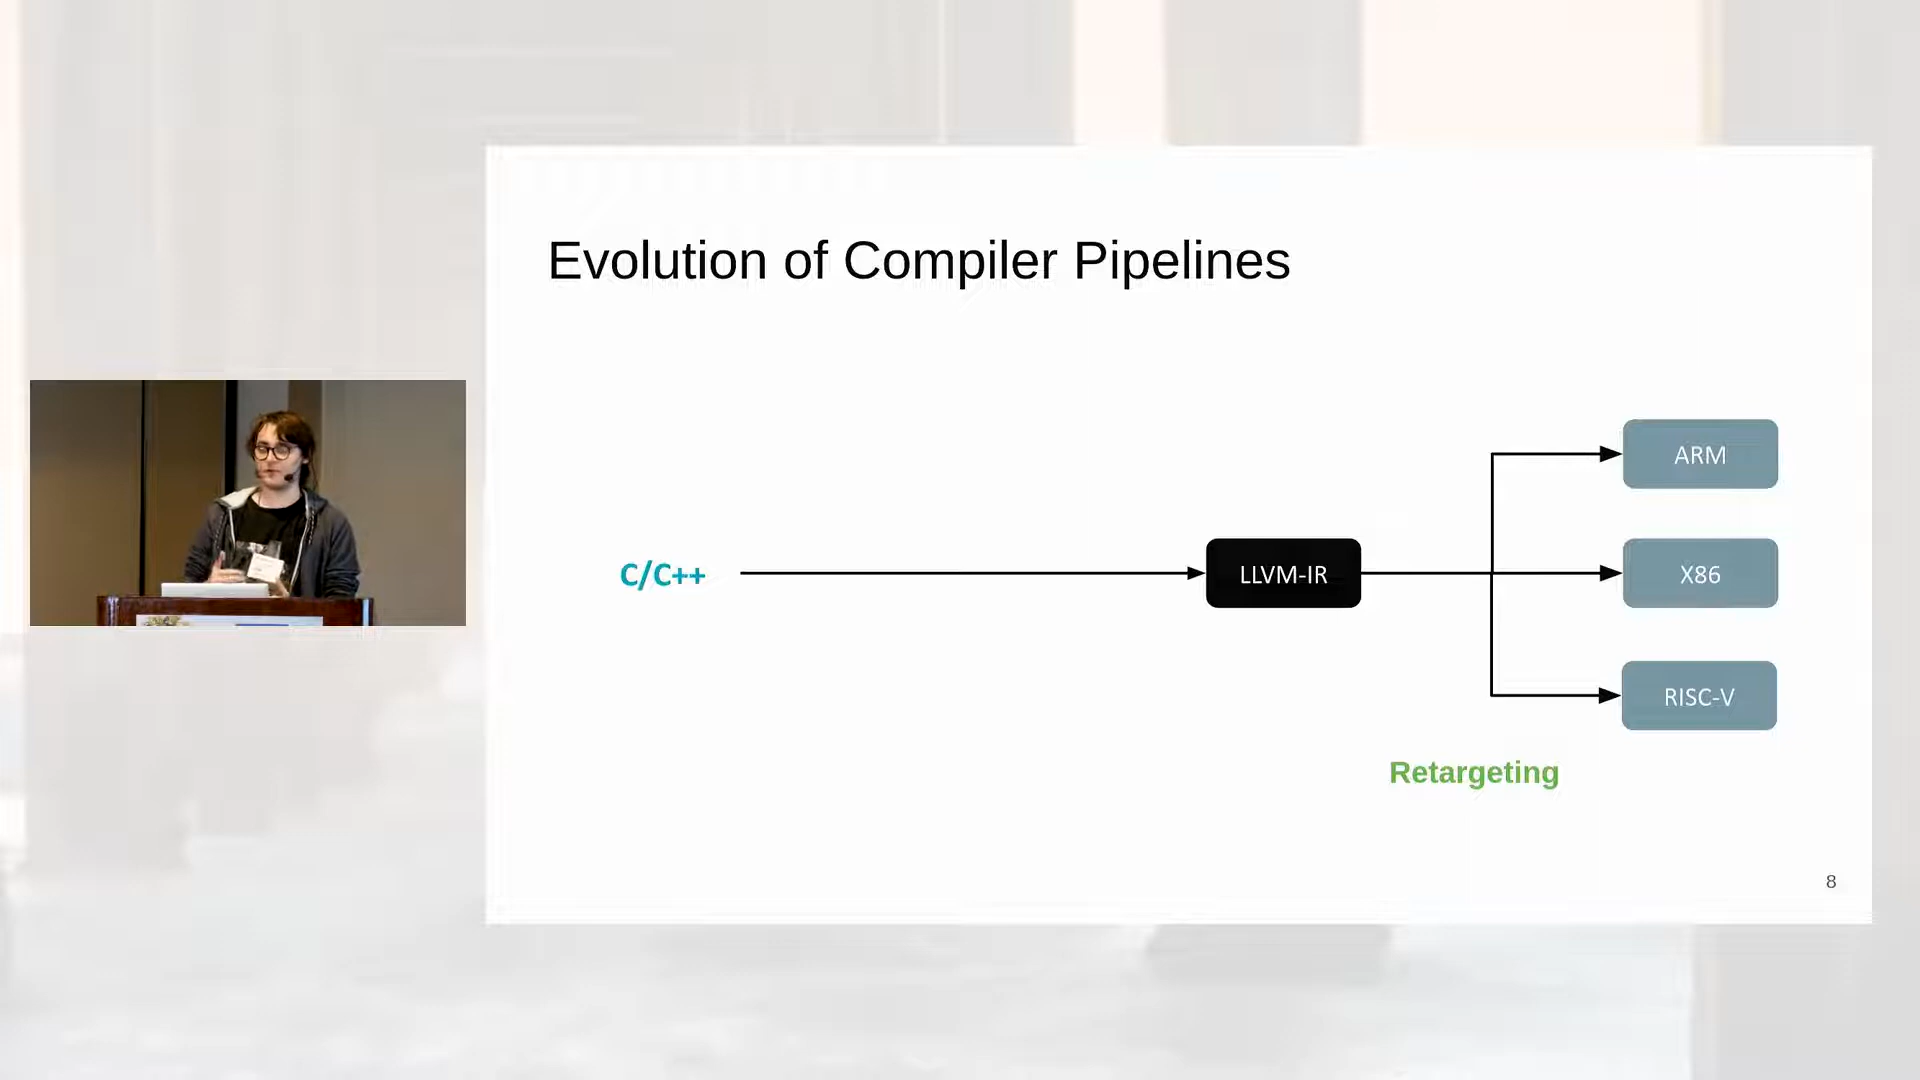 Evolution of Compiler Pipelines
C/C++
LLVM-IR
ARM
X86
RISC-V
Retargeting
8